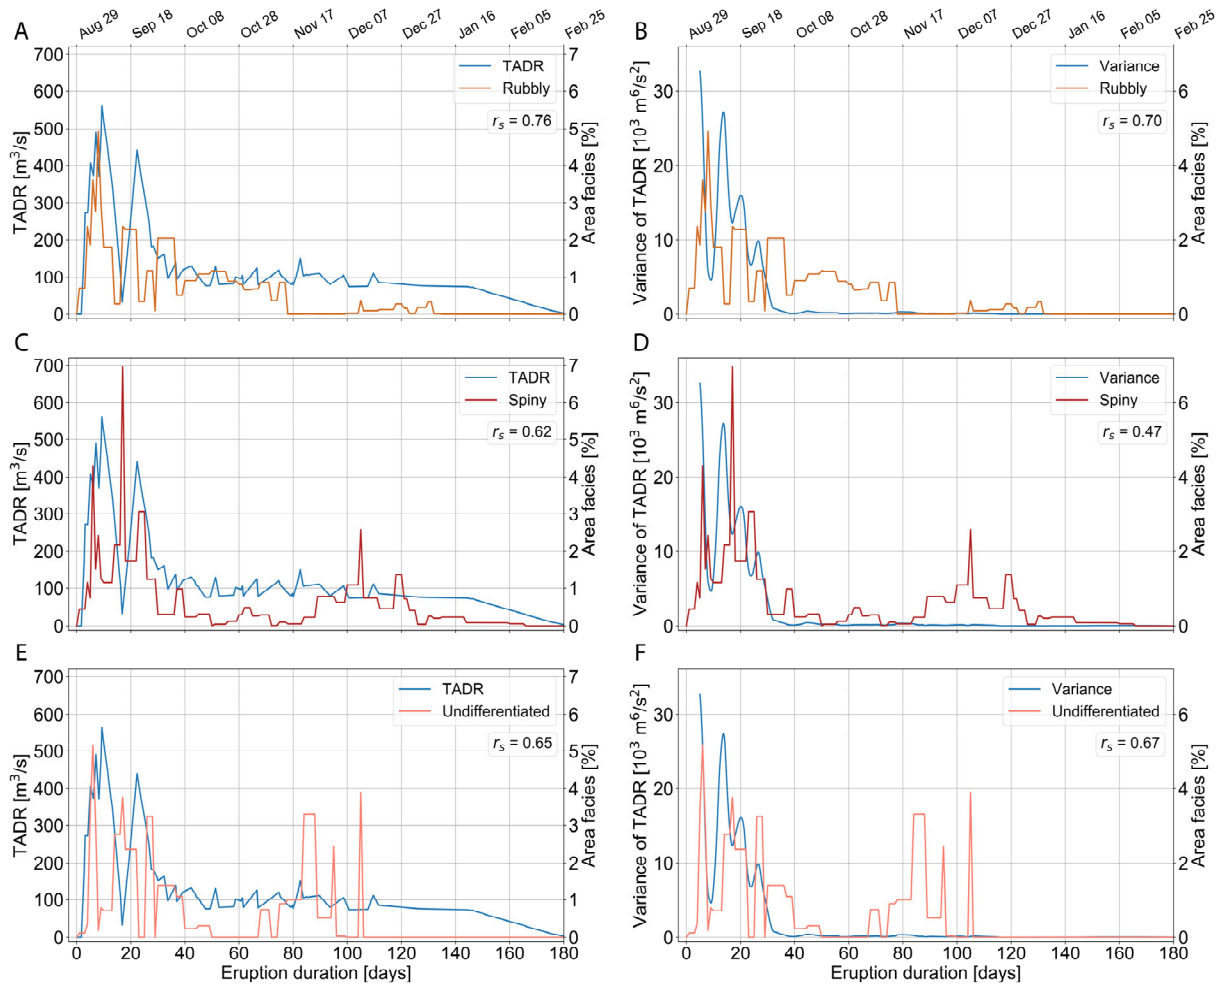 A
Aug 29
Sep 18
Oct 08
Oct 28
Nov 17
Dec 07
Dec 27
Jan 16
Feb 05
Feb 25
700
600
500
400
300
200
100
0
TADR [m³/s]
TADR
Rubbly
rₛ = 0.76
7
6
5
4
3
2
1
0
Area facies [%]
B
Aug 29
Sep 18
Oct 08
Oct 28
Nov 17
Dec 07
Dec 27
Jan 16
Feb 05
Feb 25
30
20
10
0
Variance of TADR [10³ m⁶/s²]
Variance
Rubbly
rₛ = 0.70
6
4
2
0
Area facies [%]
C
700
600
500
400
300
200
100
0
TADR [m³/s]
TADR
Spiny
rₛ = 0.62
7
6
5
4
3
2
1
0
Area facies [%]
D
30
20
10
0
Variance of TADR [10³ m⁶/s²]
Variance
Spiny
rₛ = 0.47
6
4
2
0
Area facies [%]
E
700
600
500
400
300
200
100
0
TADR [m³/s]
TADR
Undifferentiated
rₛ = 0.65
7
6
5
4
3
2
1
0
Area facies [%]
0 20 40 60 80 100 120 140 160 180
Eruption duration [days]
F
30
20
10
0
Variance of TADR [10³ m⁶/s²]
Variance
Undifferentiated
rₛ = 0.67
6
4
2
0
Area facies [%]
0 20 40 60 80 100 120 140 160 180
Eruption duration [days]